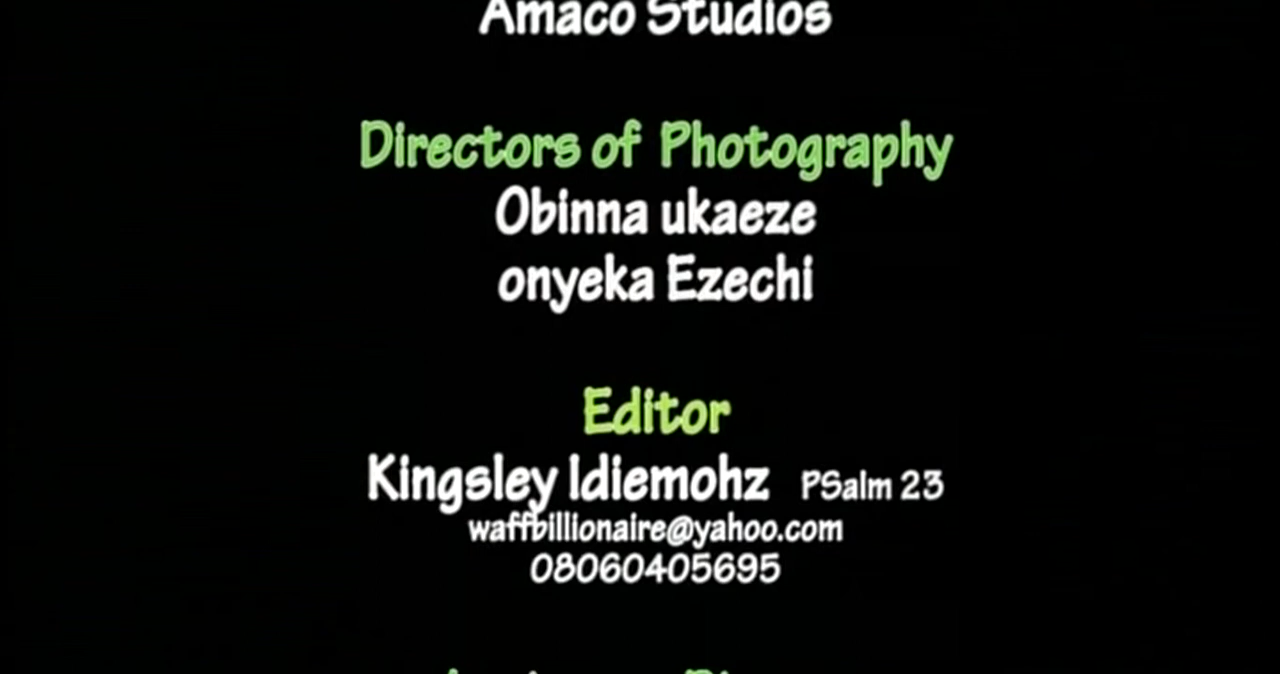 Amaco Studios
Directors of Photography
Obinna ukaeze
onyeka Ezechi
Editor
Kingsley Idiemohz PSalm 23
waffbillionaire@yahoo.com
08060405695